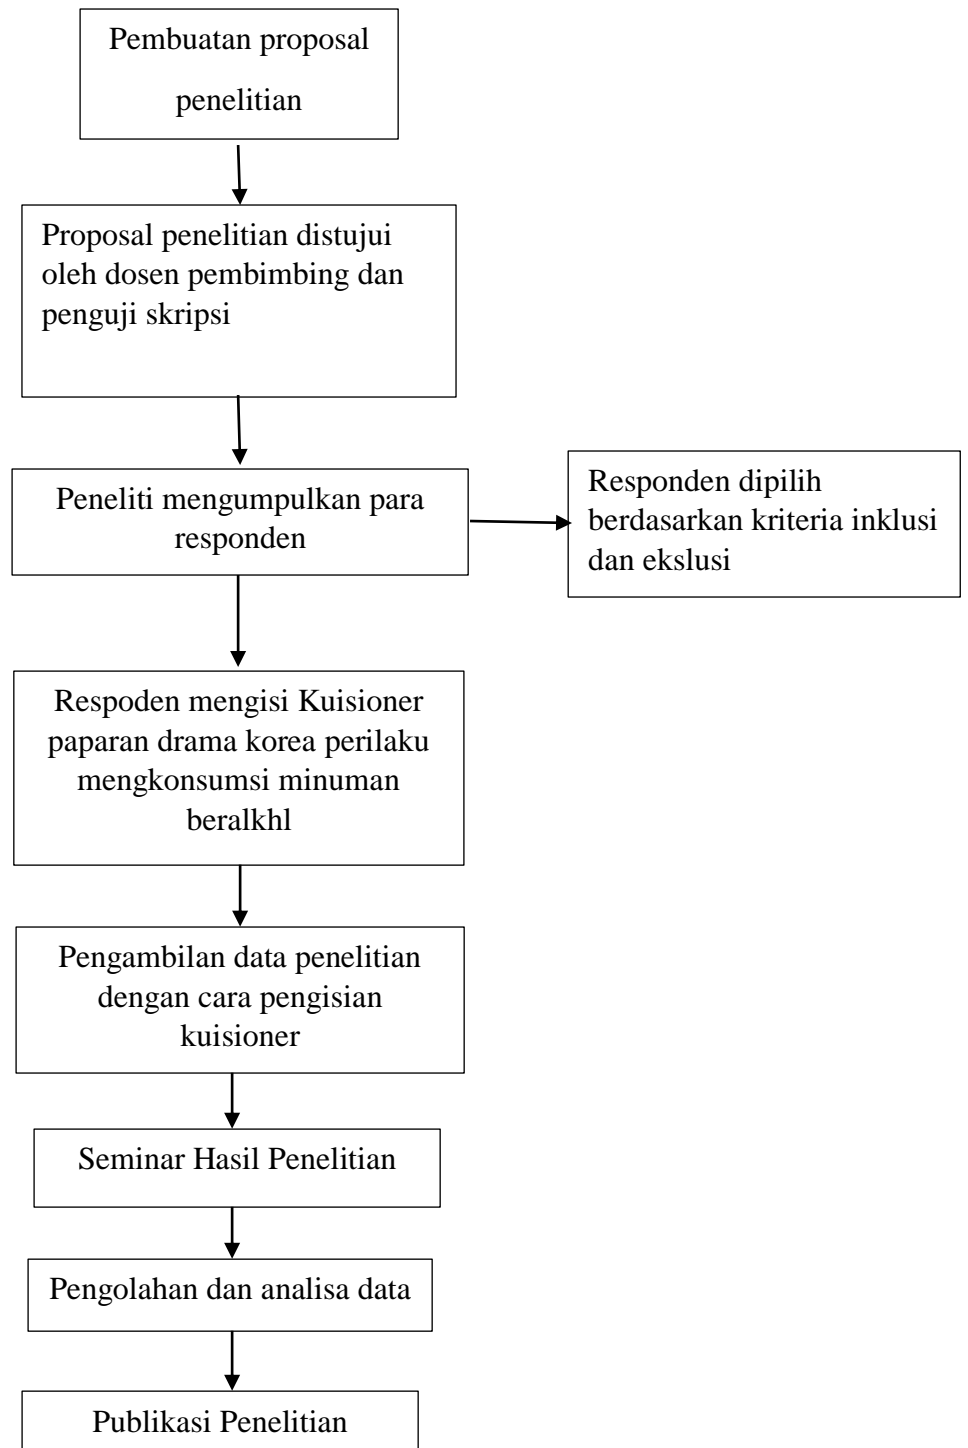 Pembuatan proposal
penelitian
Proposal penelitian distujui
oleh dosen pembimbing dan
penguji skripsi
Peneliti mengumpulkan para
responden
Responden dipilih
berdasarkan kriteria inklusi
dan ekslusi
Respoden mengisi Kuisioner
paparan drama korea perilaku
mengkonsumsi minuman
beralkhl
Pengambilan data penelitian
dengan cara pengisian
kuisioner
Seminar Hasil Penelitian
Pengolahan dan analisa data
Publikasi Penelitian